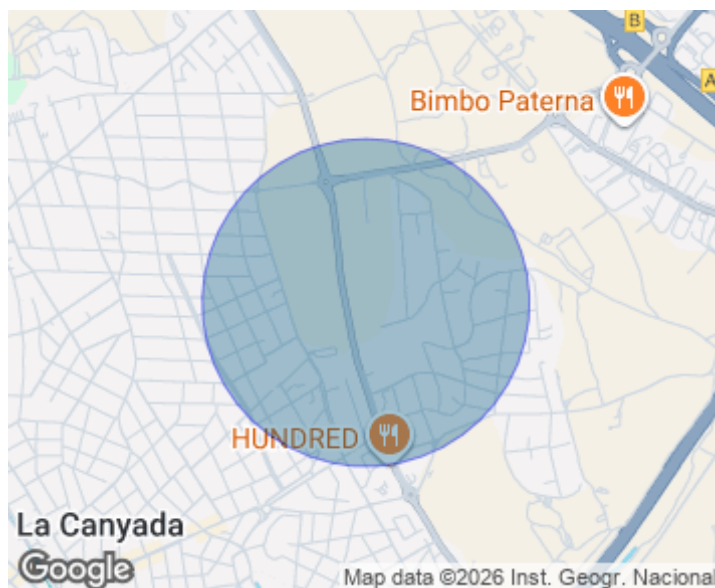 B
A
Bimbo Paterna
HUNDRED
La Canyada
Google
Map data ©2026 Inst. Geogr. Nacional